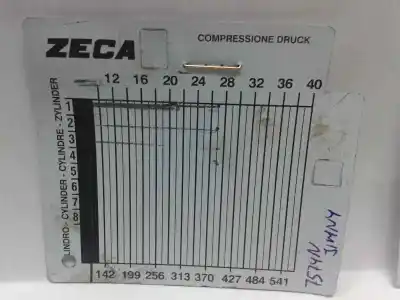 ZECA
COMPRESSIONE DRUCK
12 16 20 24 28 32 36 40
LINDRO - CYLINDER - CYLINDRE - ZYLINDER
1
2
3
4
5
6
7
8
142 199 256 313 370 427 484 541